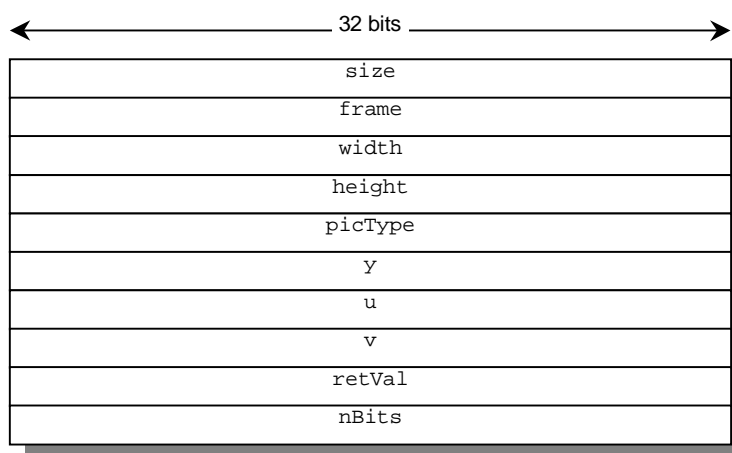 32 bits
size
frame
width
height
picType
y
u
v
retVal
nBits